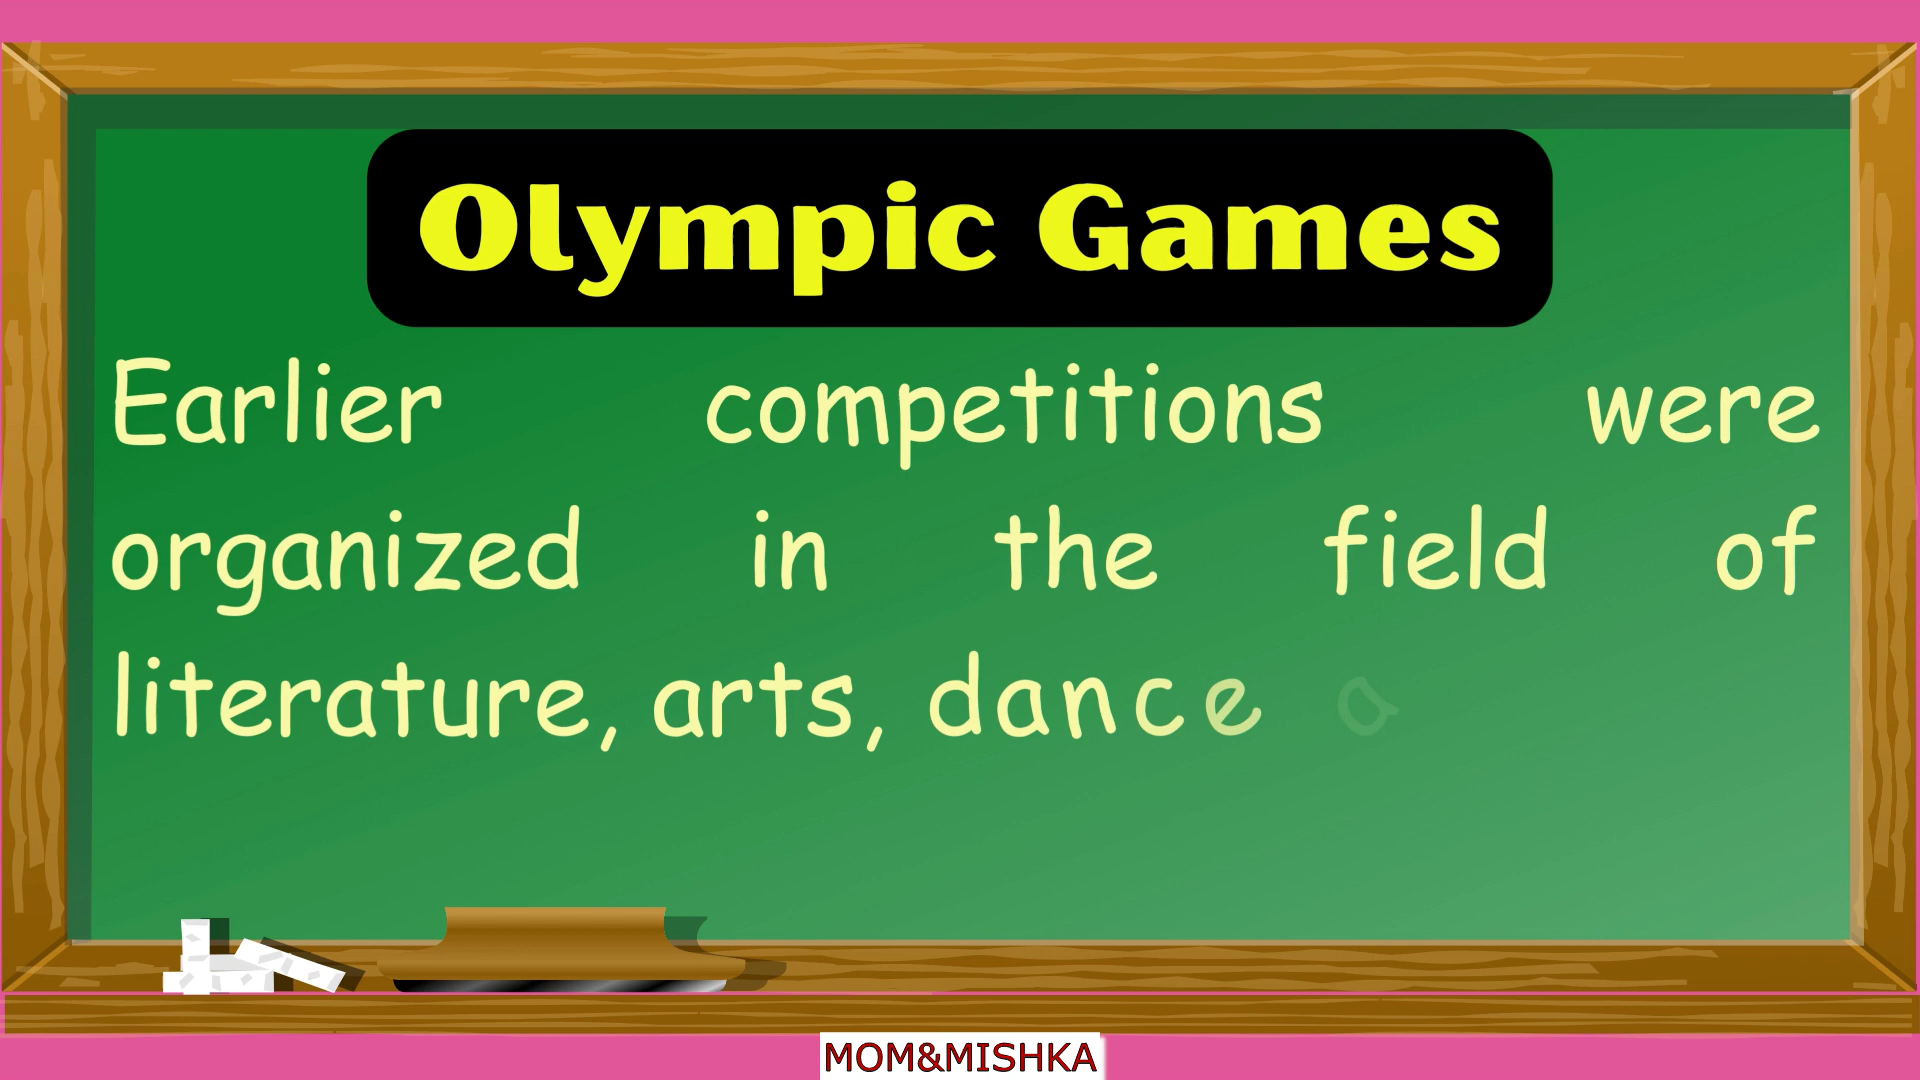 Olympic Games
Earlier competitions were
organized in the field of
literature, arts, dance a
MOM&MISHKA